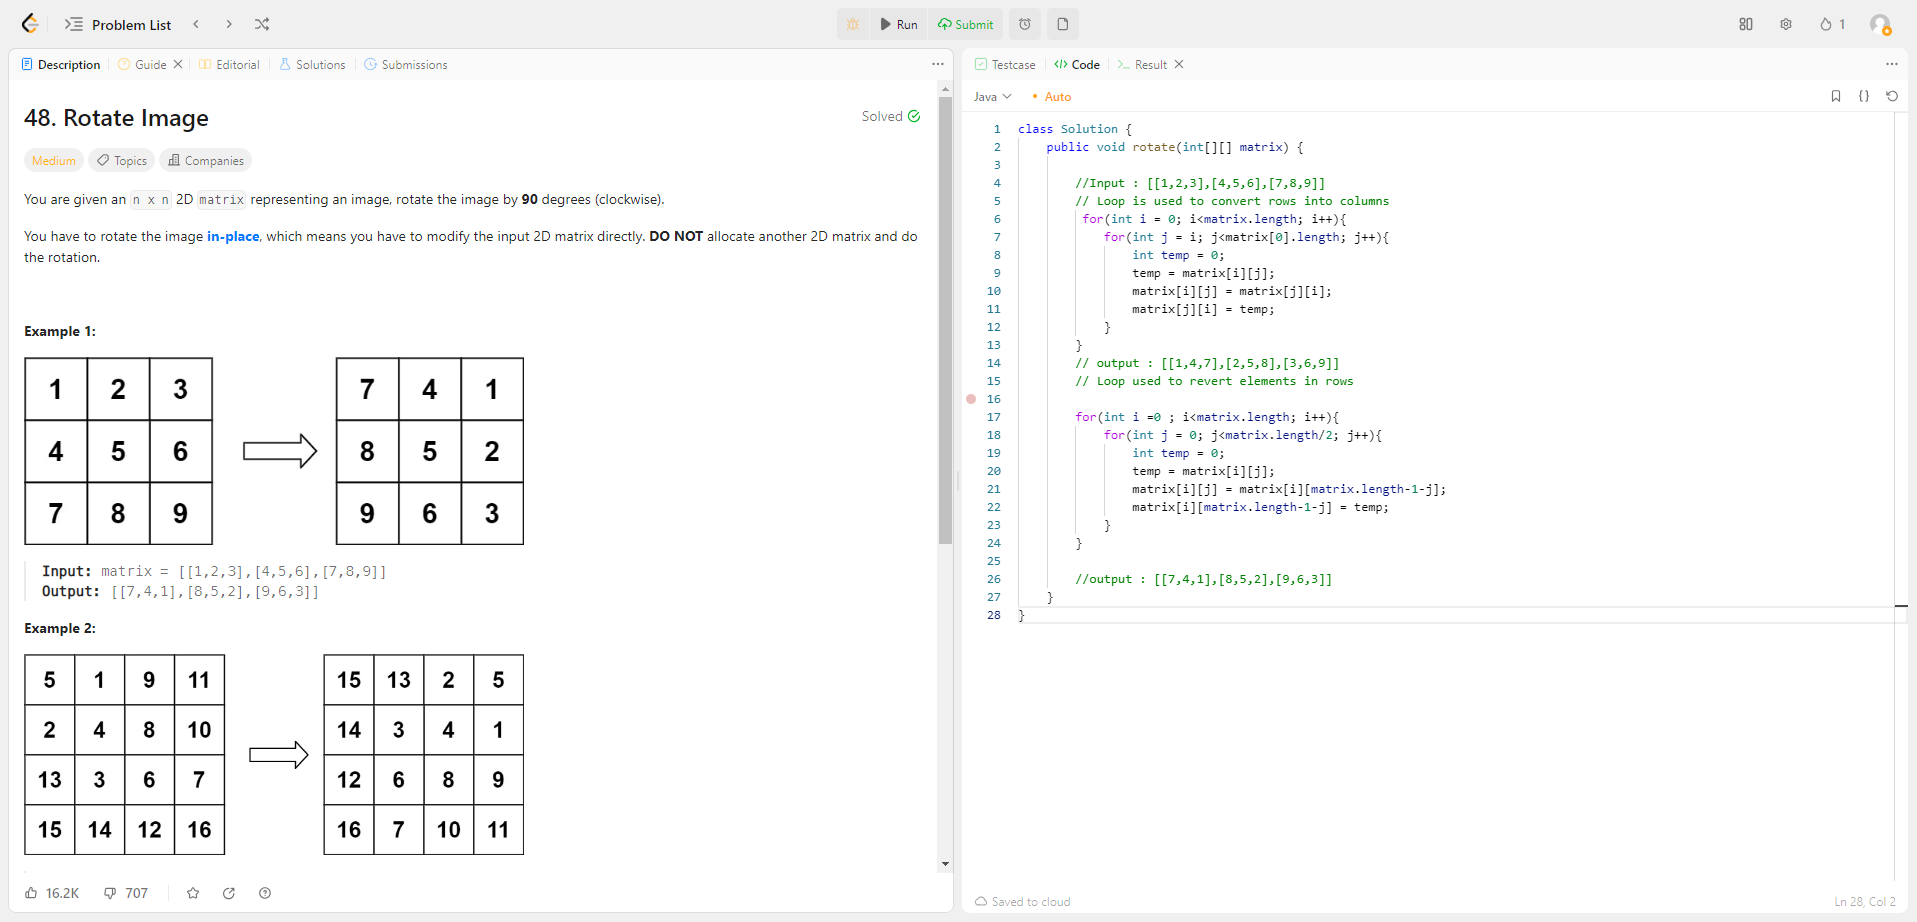 Problem List
Run
Submit
1
Description
Guide
Editorial
Solutions
Submissions
48. Rotate Image
Solved
Medium
Topics
Companies
You are given an n x n 2D matrix representing an image, rotate the image by 90 degrees (clockwise).
You have to rotate the image in-place, which means you have to modify the input 2D matrix directly. DO NOT allocate another 2D matrix and do
the rotation.
Example 1:
1 2 3
4 5 6
7 8 9
7 4 1
8 5 2
9 6 3
Input: matrix = [[1,2,3],[4,5,6],[7,8,9]]
Output: [[7,4,1],[8,5,2],[9,6,3]]
Example 2:
5 1 9 11
2 4 8 10
13 3 6 7
15 14 12 16
15 13 2 5
14 3 4 1
12 6 8 9
16 7 10 11
16.2K
707
Testcase
Code
Result
Java
Auto
1 class Solution {
2 public void rotate(int[][] matrix) {
3
4 //Input : [[1,2,3],[4,5,6],[7,8,9]]
5 // Loop is used to convert rows into columns
6 for(int i = 0; i<matrix.length; i++){
7 for(int j = i; j<matrix[0].length; j++){
8 int temp = 0;
9 temp = matrix[i][j];
10 matrix[i][j] = matrix[j][i];
11 matrix[j][i] = temp;
12 }
13 }
14 // output : [[1,4,7],[2,5,8],[3,6,9]]
15 // Loop used to revert elements in rows
16
17 for(int i =0 ; i<matrix.length; i++){
18 for(int j = 0; j<matrix.length/2; j++){
19 int temp = 0;
20 temp = matrix[i][j];
21 matrix[i][j] = matrix[i][matrix.length-1-j];
22 matrix[i][matrix.length-1-j] = temp;
23 }
24 }
25
26 //output : [[7,4,1],[8,5,2],[9,6,3]]
27 }
28 }
Saved to cloud
Ln 28, Col 2